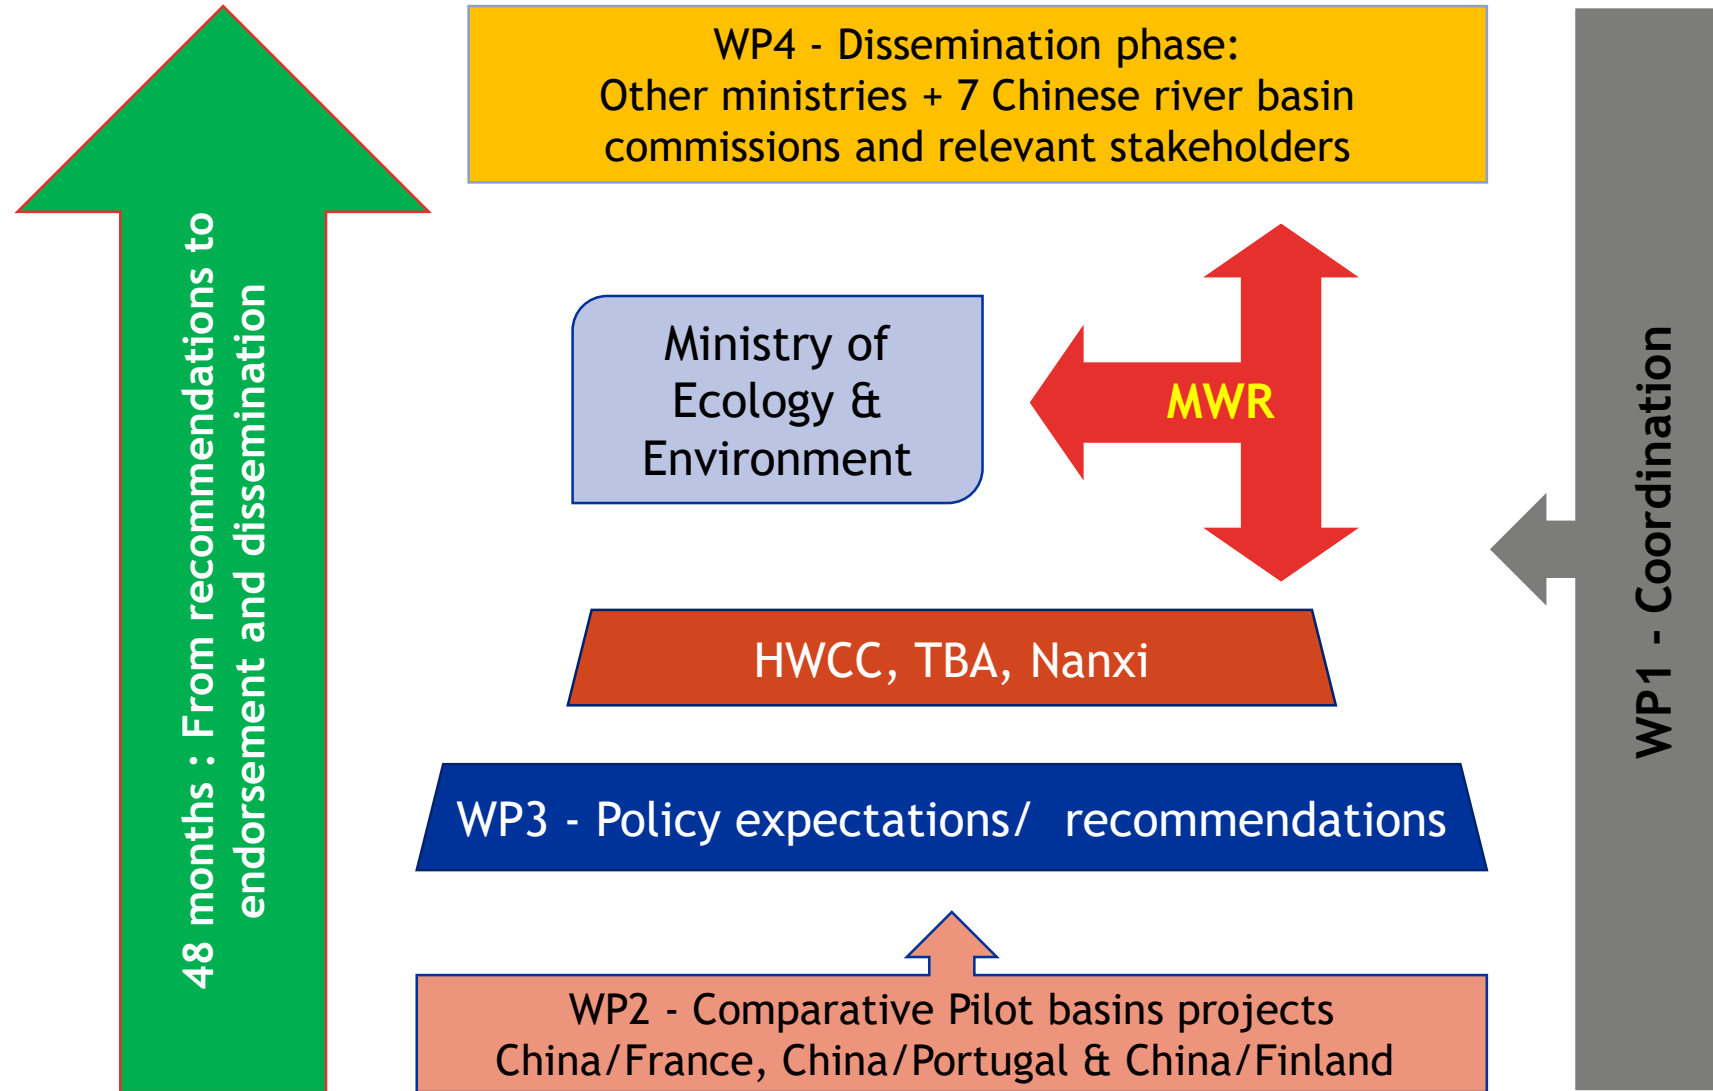 WP4 - Dissemination phase:
Other ministries + 7 Chinese river basin
commissions and relevant stakeholders
48 months : From recommendations to
endorsement and dissemination
Ministry of
Ecology &
Environment
MWR
WP1 - Coordination
HWCC, TBA, Nanxi
WP3 - Policy expectations/ recommendations
WP2 - Comparative Pilot basins projects
China/France, China/Portugal & China/Finland